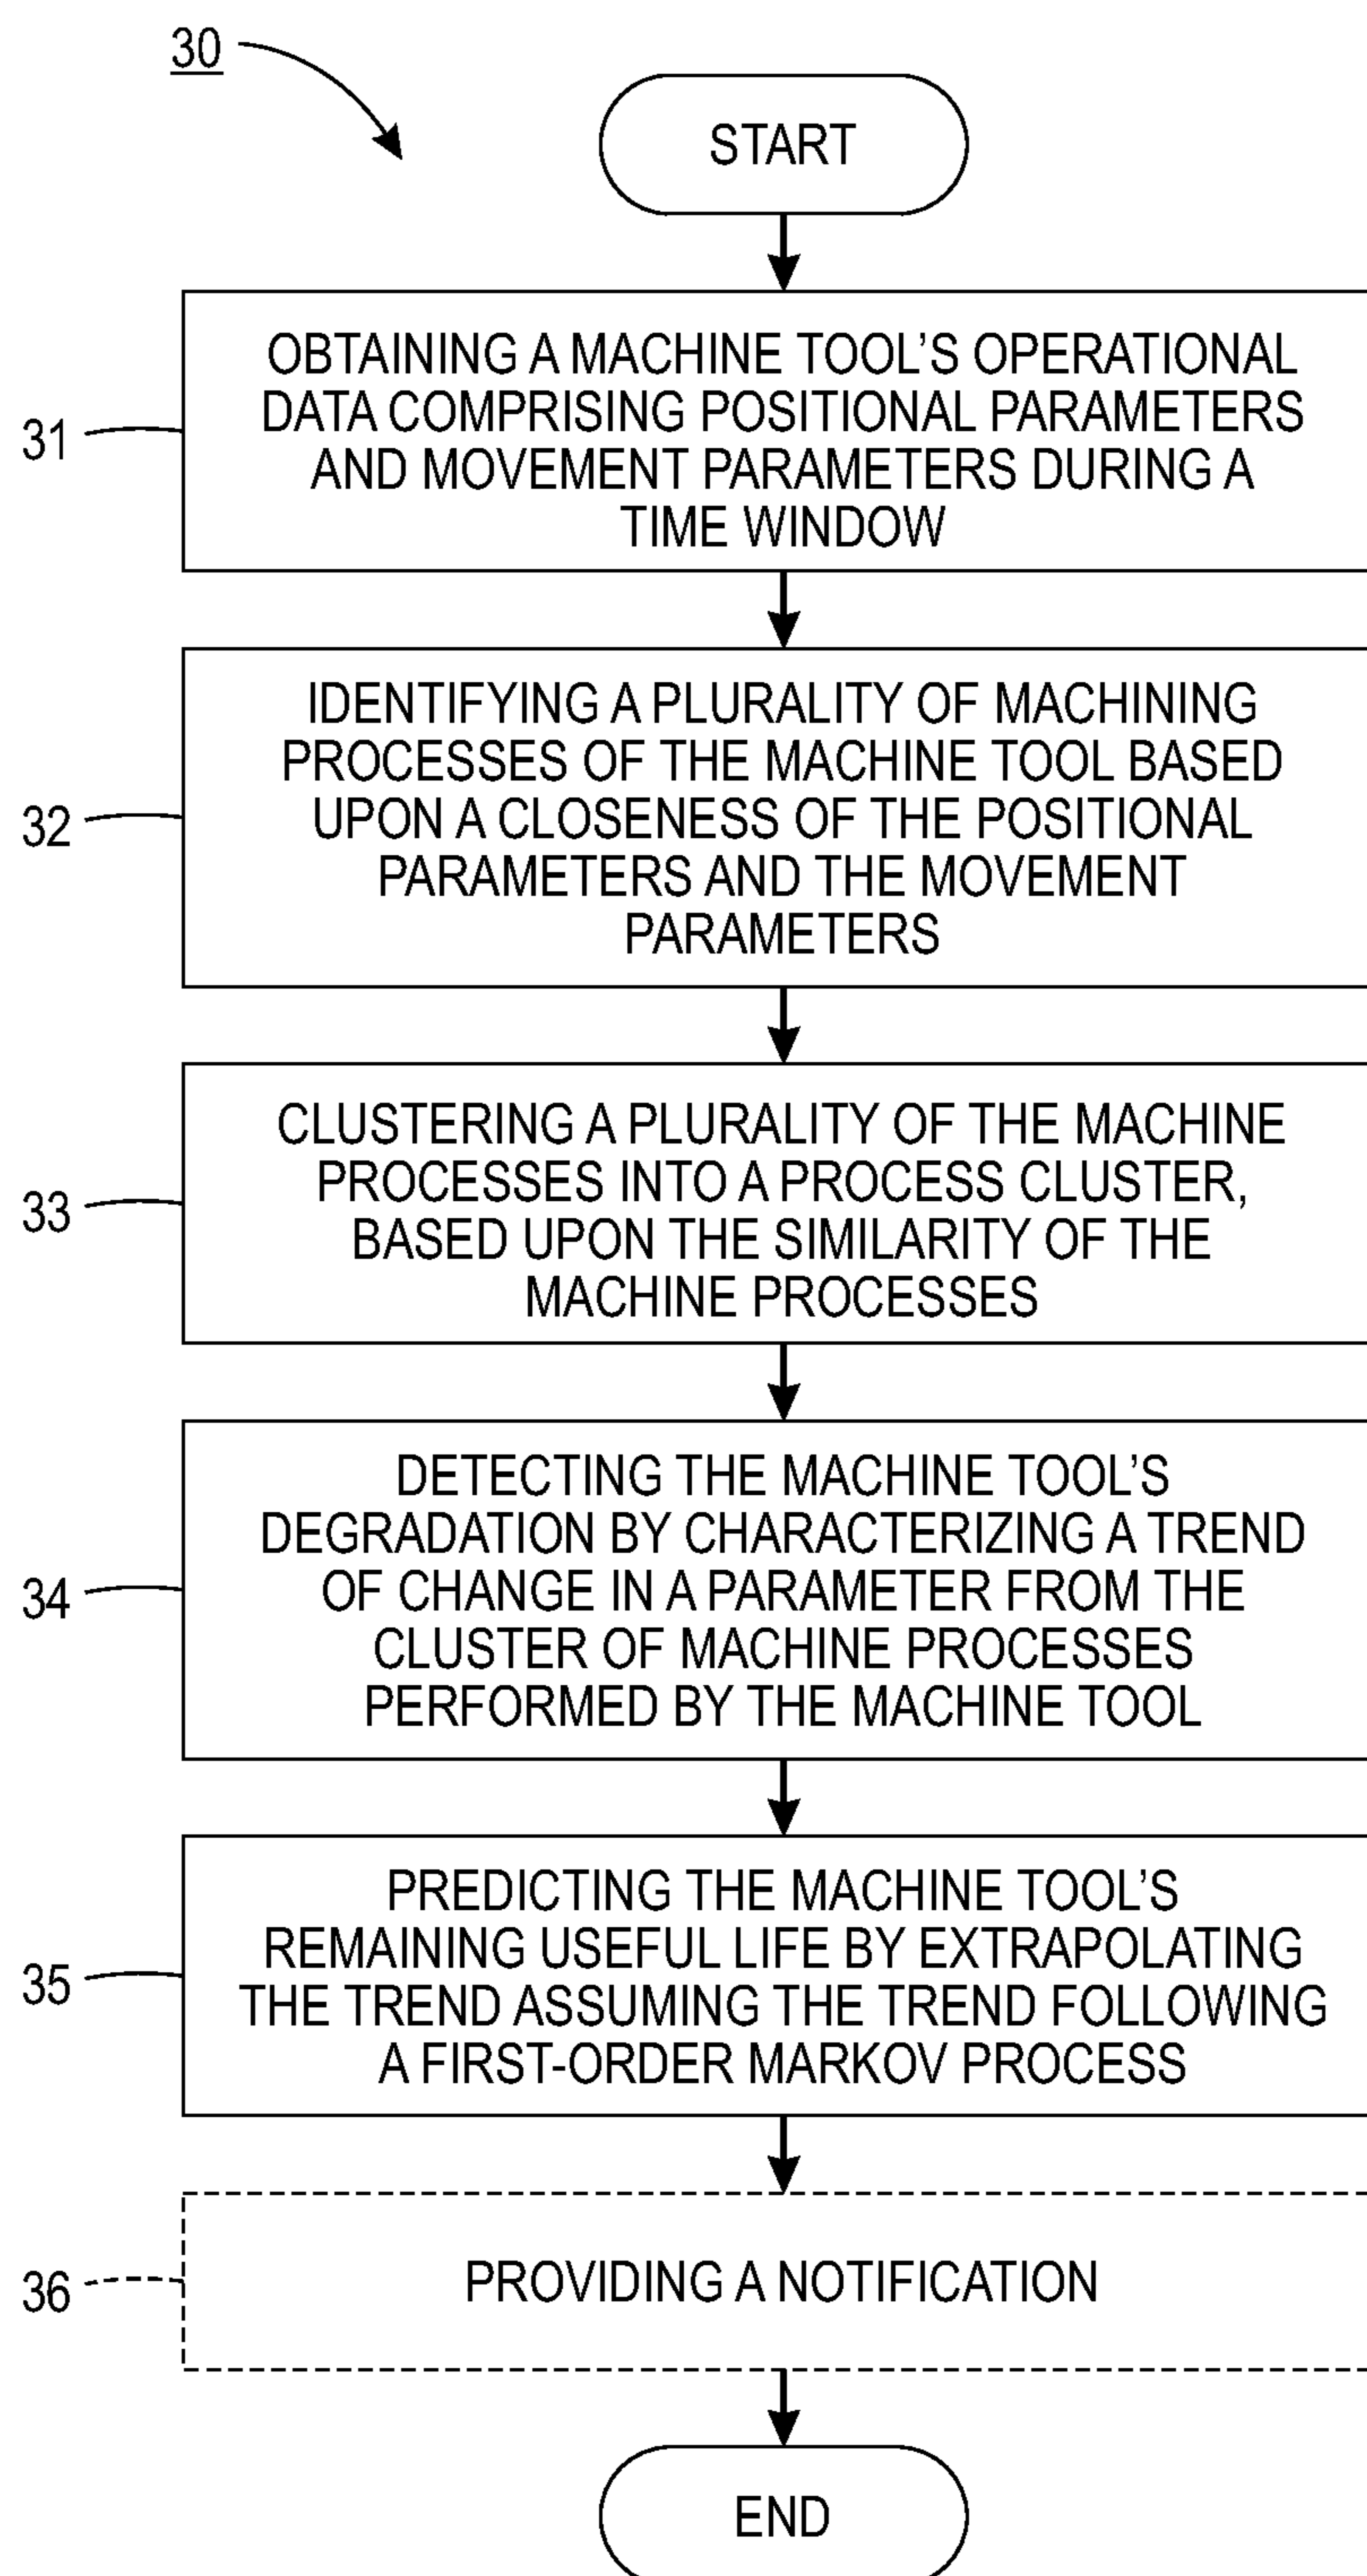 30
START
31
OBTAINING A MACHINE TOOL’S OPERATIONAL
DATA COMPRISING POSITIONAL PARAMETERS
AND MOVEMENT PARAMETERS DURING A
TIME WINDOW
32
IDENTIFYING A PLURALITY OF MACHINING
PROCESSES OF THE MACHINE TOOL BASED
UPON A CLOSENESS OF THE POSITIONAL
PARAMETERS AND THE MOVEMENT
PARAMETERS
33
CLUSTERING A PLURALITY OF THE MACHINE
PROCESSES INTO A PROCESS CLUSTER,
BASED UPON THE SIMILARITY OF THE
MACHINE PROCESSES
34
DETECTING THE MACHINE TOOL’S
DEGRADATION BY CHARACTERIZING A TREND
OF CHANGE IN A PARAMETER FROM THE
CLUSTER OF MACHINE PROCESSES
PERFORMED BY THE MACHINE TOOL
35
PREDICTING THE MACHINE TOOL’S
REMAINING USEFUL LIFE BY EXTRAPOLATING
THE TREND ASSUMING THE TREND FOLLOWING
A FIRST-ORDER MARKOV PROCESS
36
PROVIDING A NOTIFICATION
END